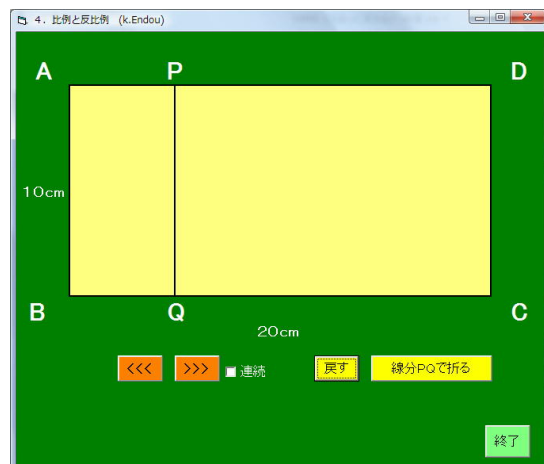 4．比例と反比例　(k.Endou)
A P D
10cm
B Q C
20cm
<<< >>> 連続 戻す 線分PQで折る
終了